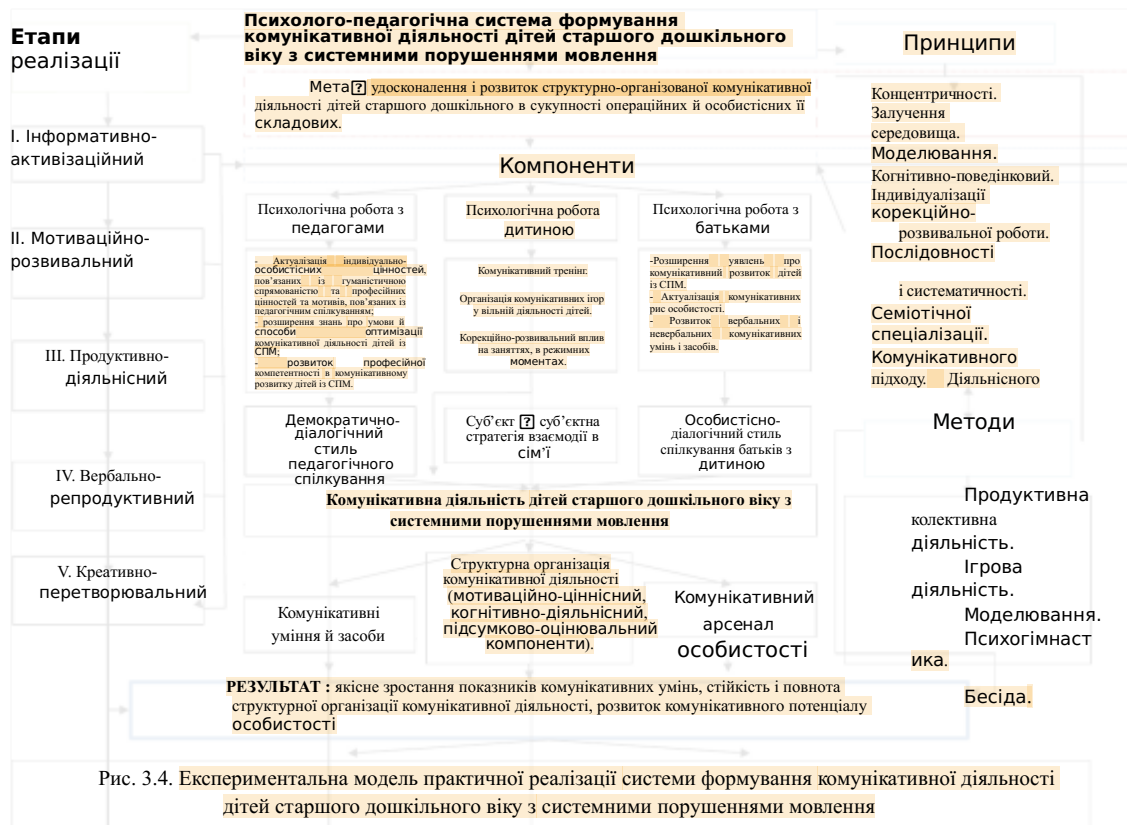 Етапи
реалізації
Психолого-педагогічна система формування
комунікативної діяльності дітей старшого дошкільного
віку з системними порушеннями мовлення
Принципи
Мета? удосконалення і розвиток структурно-організованої комунікативної
діяльності дітей старшого дошкільного в сукупності операційних й особистісних її
складових.
Концентричності.
Залучення
середовища.
Моделювання.
Когнітивно-поведінковий.
Індивідуалізації
корекційно-
розвивальної роботи.
Послідовності
і систематичності.
Семіотичної
спеціалізації.
Комунікативного
підходу. Діяльнісного
І. Інформативно-
активізаційний
ІІ. Мотиваційно-
розвивальний
ІІІ. Продуктивно-
діяльнісний
IV. Вербально-
репродуктивний
V. Креативно-
перетворювальний
Компоненти
Психологічна робота з
педагогами
Психологічна робота
дитиною
Психологічна робота з
батьками
- Актуалізація індивідуально-
особистісних цінностей,
пов’язаних із гуманістичною
спрямованістю та професійних
цінностей та мотивів, пов’язаних із
педагогічним спілкуванням;
- розширення знань про умови й
способи оптимізації
комунікативної діяльності дітей із
СПМ;
- розвиток професійної
компетентності в комунікативному
розвитку дітей із СПМ.
Комунікативний тренінг.
Організація комунікативних ігор
у вільній діяльності дітей.
Корекційно-розвивальний вплив
на заняттях, в режимних
моментах.
-Розширення уявлень про
комунікативний розвиток дітей
із СПМ.
- Актуалізація комунікативних
рис особистості.
- Розвиток вербальних і
невербальних комунікативних
умінь і засобів.
Демократично-
діалогічний
стиль
педагогічного
спілкування
Суб’єкт ? суб’єктна
стратегія взаємодії в
сім’ї
Особистісно-
діалогічний стиль
спілкування батьків з
дитиною
Методи
Продуктивна
колективна
діяльність.
Ігрова
діяльність.
Моделювання.
Психогімнаст
ика.
Бесіда.
Комунікативна діяльність дітей старшого дошкільного віку з
системними порушеннями мовлення
Комунікативні
уміння й засоби
Структурна організація
комунікативної діяльності
(мотиваційно-ціннісний,
когнітивно-діяльнісний,
підсумково-оцінювальний
компоненти).
Комунікативний
арсенал
особистості
РЕЗУЛЬТАТ : якісне зростання показників комунікативних умінь, стійкість і повнота
структурної організації комунікативної діяльності, розвиток комунікативного потенціалу
особистості
Рис. 3.4. Експериментальна модель практичної реалізації системи формування комунікативної діяльності
дітей старшого дошкільного віку з системними порушеннями мовлення